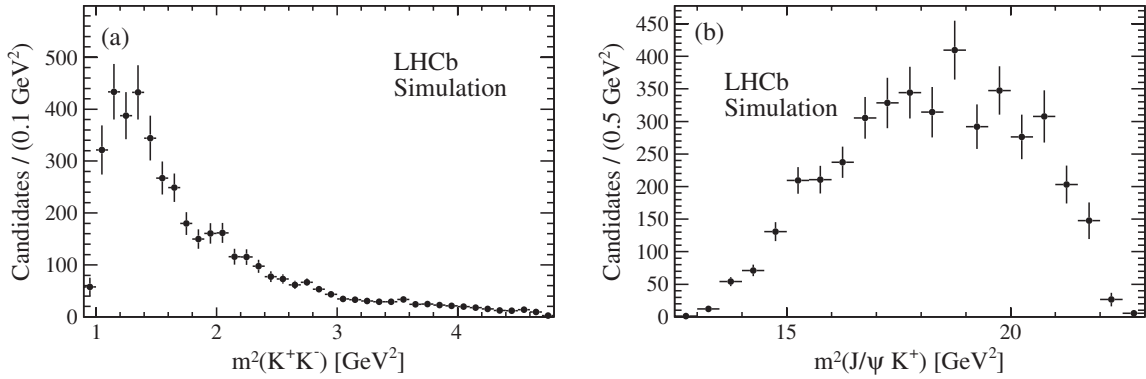 (a)
LHCb
Simulation
Candidates / (0.1 GeV²)
500
400
300
200
100
0
1 2 3 4
m²(K⁺K⁻) [GeV²]
(b)
LHCb
Simulation
Candidates / (0.5 GeV²)
450
400
350
300
250
200
150
100
50
0
15 20
m²(J/ψ K⁺) [GeV²]